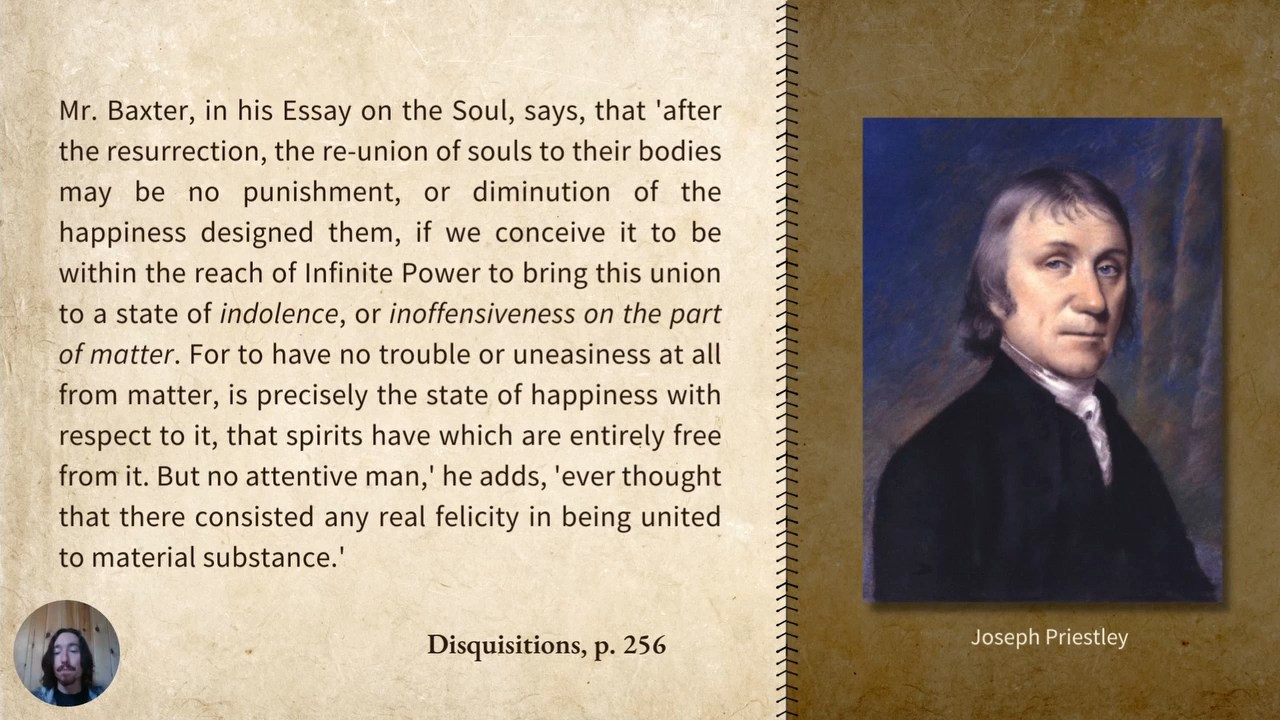 Mr. Baxter, in his Essay on the Soul, says, that 'after
the resurrection, the re-union of souls to their bodies
may be no punishment, or diminution of the
happiness designed them, if we conceive it to be
within the reach of Infinite Power to bring this union
to a state of indolence, or inoffensiveness on the part
of matter. For to have no trouble or uneasiness at all
from matter, is precisely the state of happiness with
respect to it, that spirits have which are entirely free
from it. But no attentive man,' he adds, 'ever thought
that there consisted any real felicity in being united
to material substance.'
Disquisitions, p. 256
Joseph Priestley